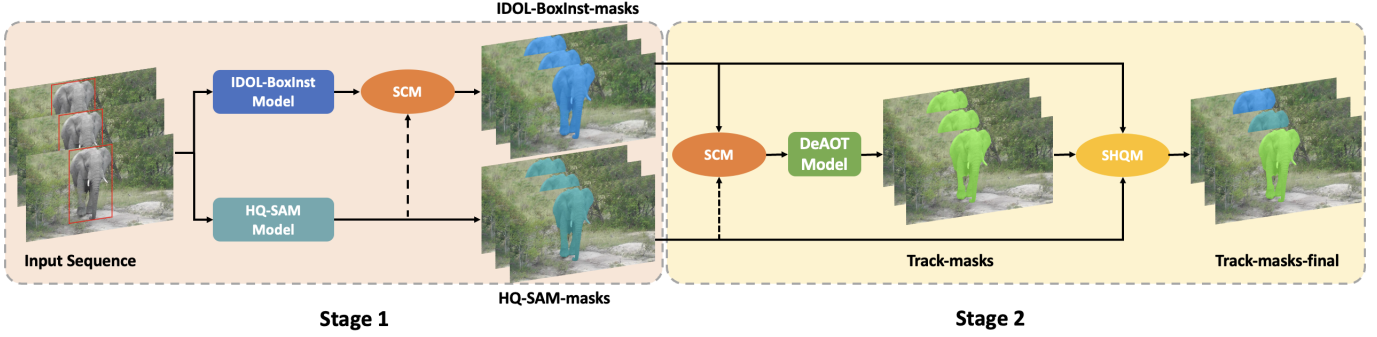 IDOL-BoxInst-masks
IDOL-BoxInst
Model
SCM
HQ-SAM
Model
Input Sequence
HQ-SAM-masks
Stage 1
SCM
DeAOT
Model
SHQM
Track-masks
Track-masks-final
Stage 2